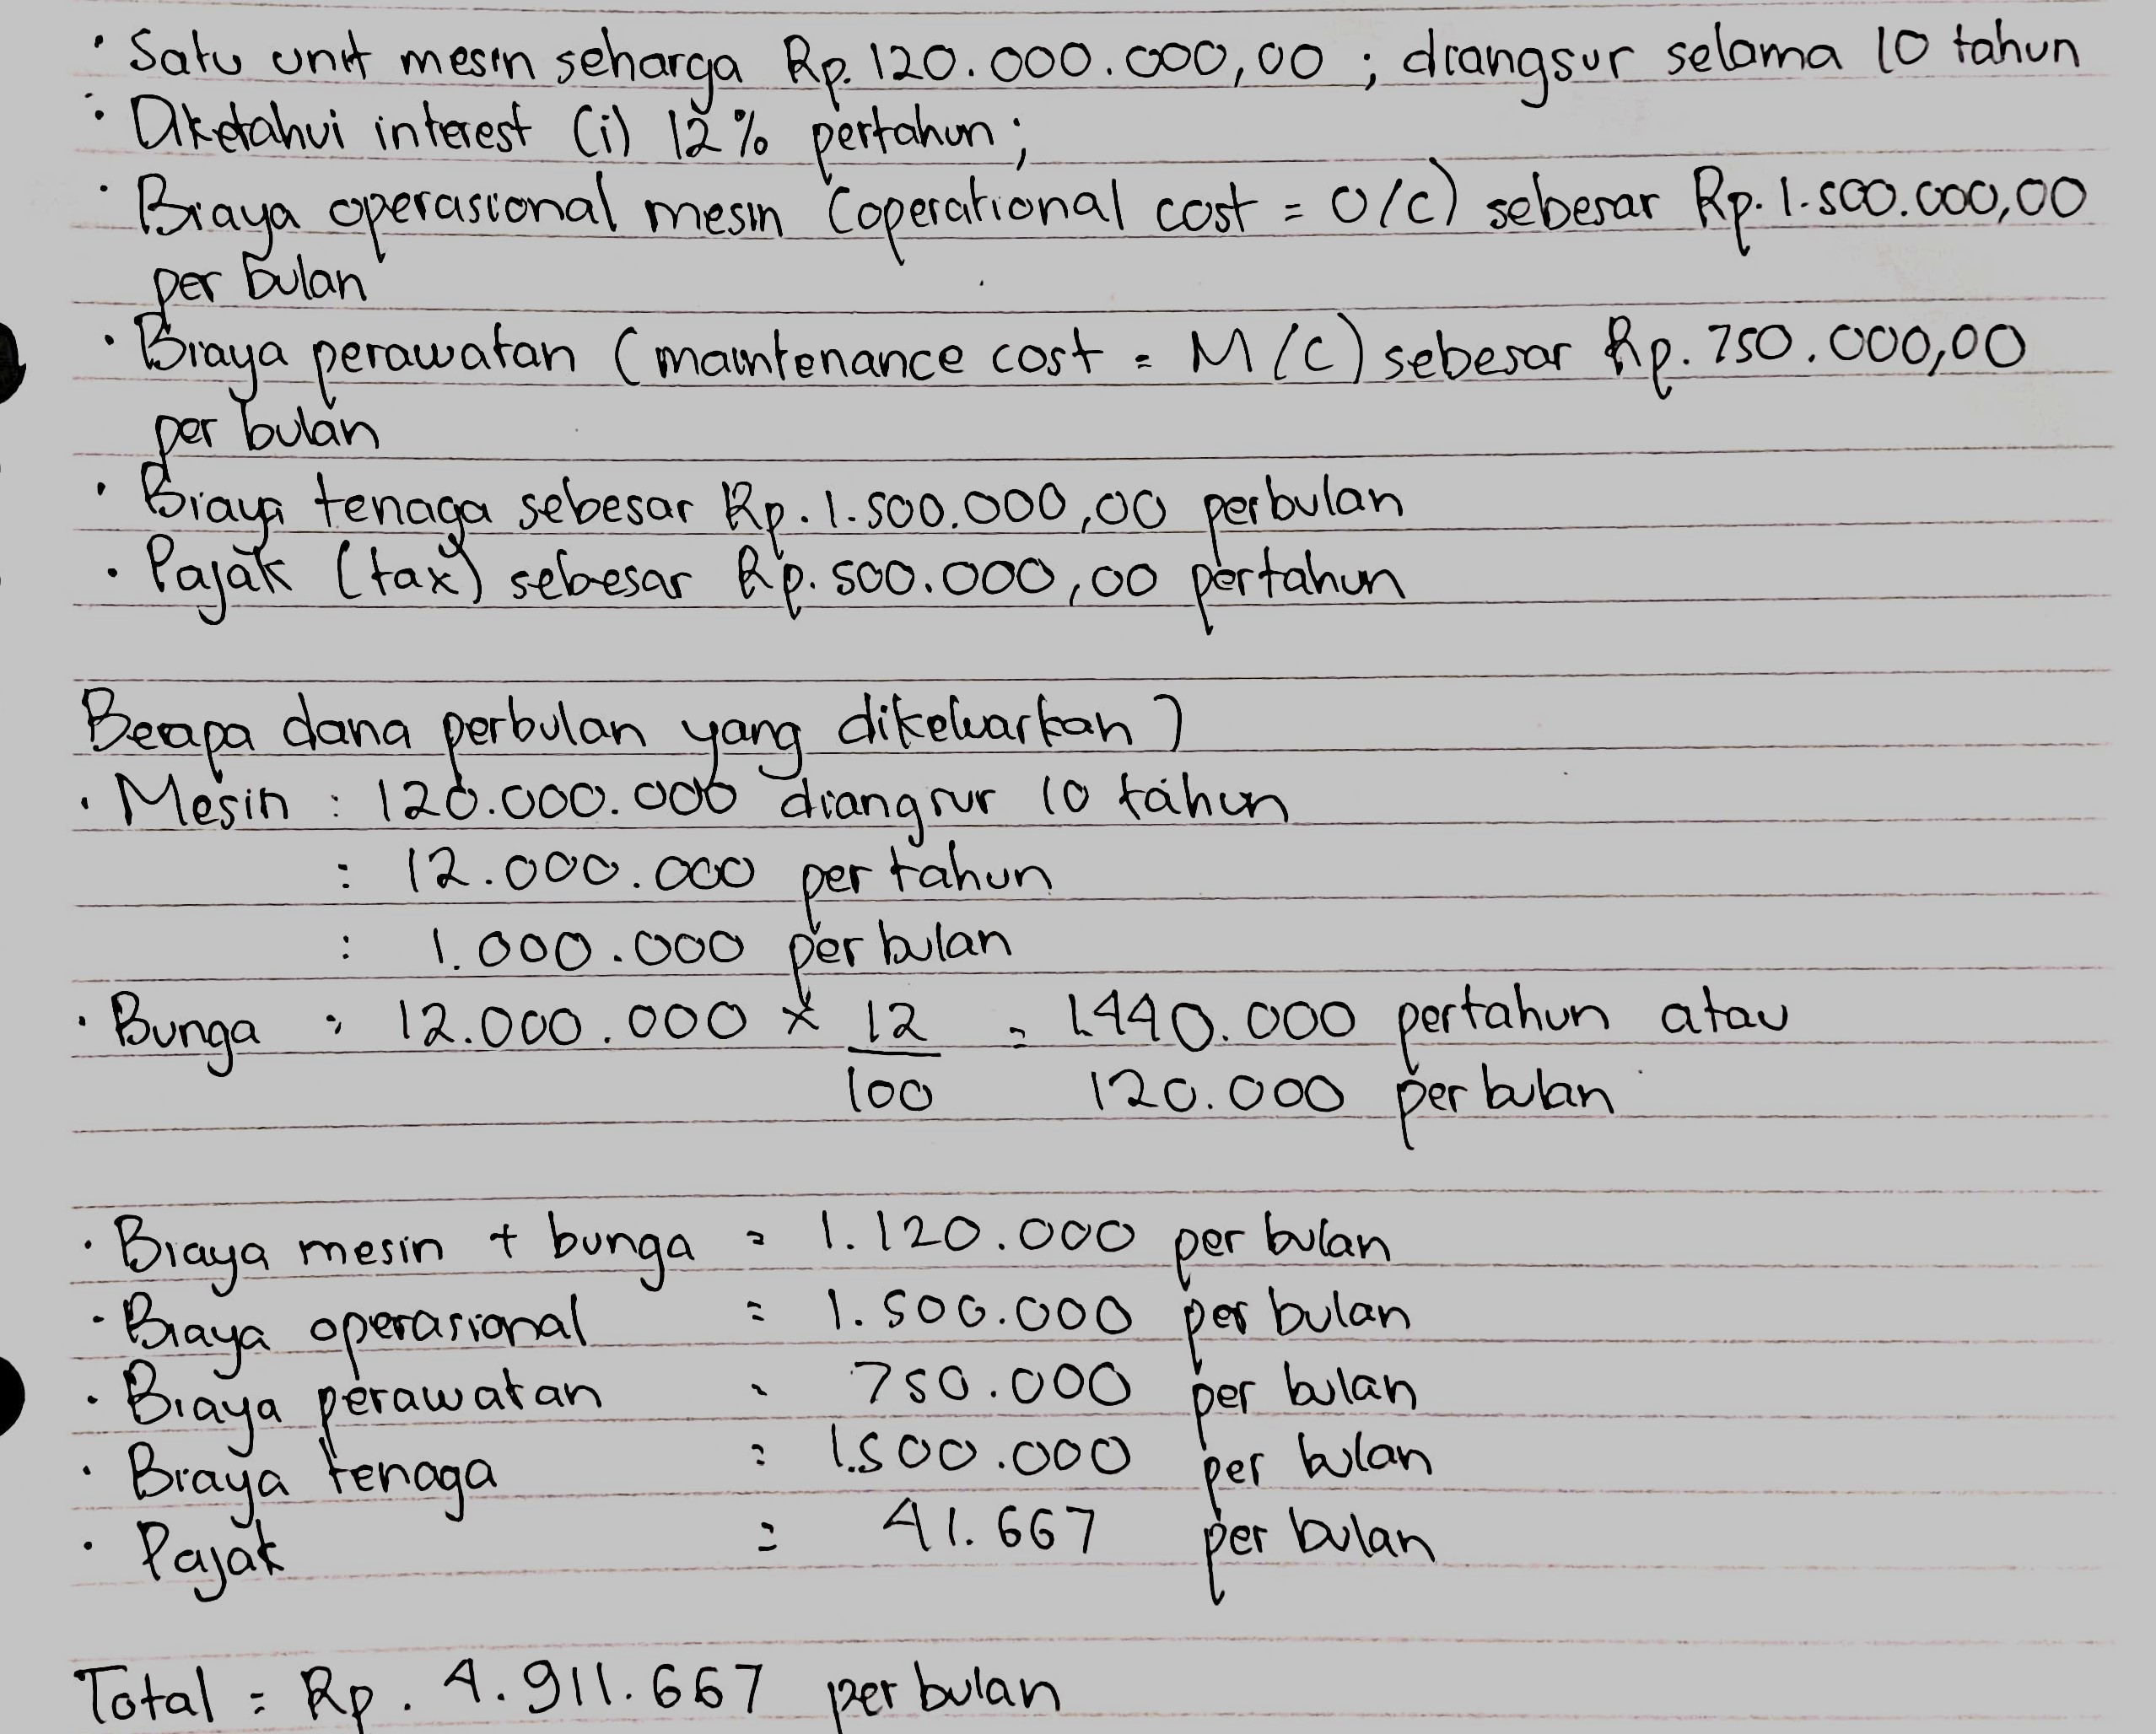 · Satu unit mesin seharga Rp. 120.000.000,00 ; diangsur selama 10 tahun
· Diketahui interest (i) 12% pertahun;
· Biaya operasional mesin (operational cost = O/C) sebesar Rp. 1.500.000,00
per bulan
· Biaya perawatan (maintenance cost = M/C) sebesar Rp. 750.000,00
per bulan
· Biaya tenaga sebesar Rp. 1.500.000,00 perbulan
· Pajak (tax) sebesar Rp. 500.000,00 pertahun
Berapa dana perbulan yang dikeluarkan?
· Mesin : 120.000.000 diangsur 10 tahun
: 12.000.000 per tahun
: 1.000.000 per bulan
· Bunga : 12.000.000 × 12/100 = 1.440.000 pertahun atau
120.000 per bulan
· Biaya mesin + bunga = 1.120.000 per bulan
· Biaya operasional = 1.500.000 per bulan
· Biaya perawatan = 750.000 per bulan
· Biaya tenaga = 1.500.000 per bulan
· Pajak = 41.667 per bulan
Total = Rp. 4.911.667 per bulan